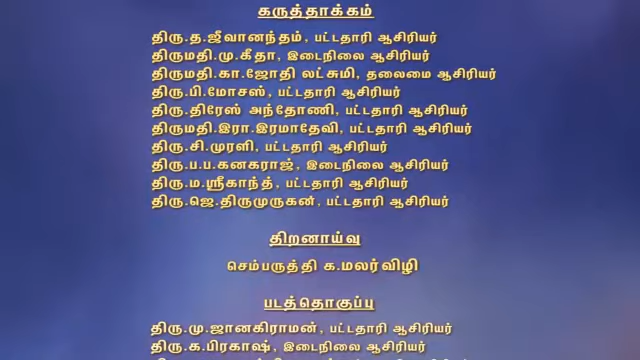 கருத்தாக்கம்
திரு.த.ஜீவானந்தம், பட்டதாரி ஆசிரியர்
திருமதி.மு.கீதா, இடைநிலை ஆசிரியர்
திருமதி.கா.ஜோதி லட்சுமி, தலைமை ஆசிரியர்
திரு.பி.மோசஸ், பட்டதாரி ஆசிரியர்
திரு.திரேஸ் அந்தோணி, பட்டதாரி ஆசிரியர்
திருமதி.இரா.இரமாதேவி, பட்டதாரி ஆசிரியர்
திரு.சி.முரளி, பட்டதாரி ஆசிரியர்
திரு.ப.ப.கனகராஜ், இடைநிலை ஆசிரியர்
திரு.ம.ஸ்ரீகாந்த், பட்டதாரி ஆசிரியர்
திரு.ஜெ.திருமுருகன். பட்டதாரி ஆசிரியர்
திறனாய்வு
செம்பருத்தி க.மலர்விழி
படத்தொகுப்பு
திரு.மு.ஜானகிராமன், பட்டதாரி ஆசிரியர்
திரு.க.பிரகாஷ், இடைநிலை ஆசிரியர்